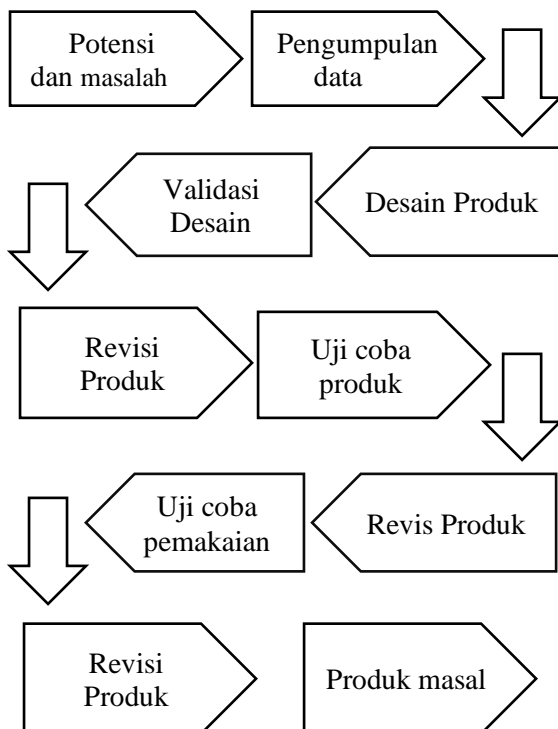 Potensi
dan masalah
Pengumpulan
data
Desain Produk
Validasi
Desain
Revisi
Produk
Uji coba
produk
Revis Produk
Uji coba
pemakaian
Revisi
Produk
Produk masal